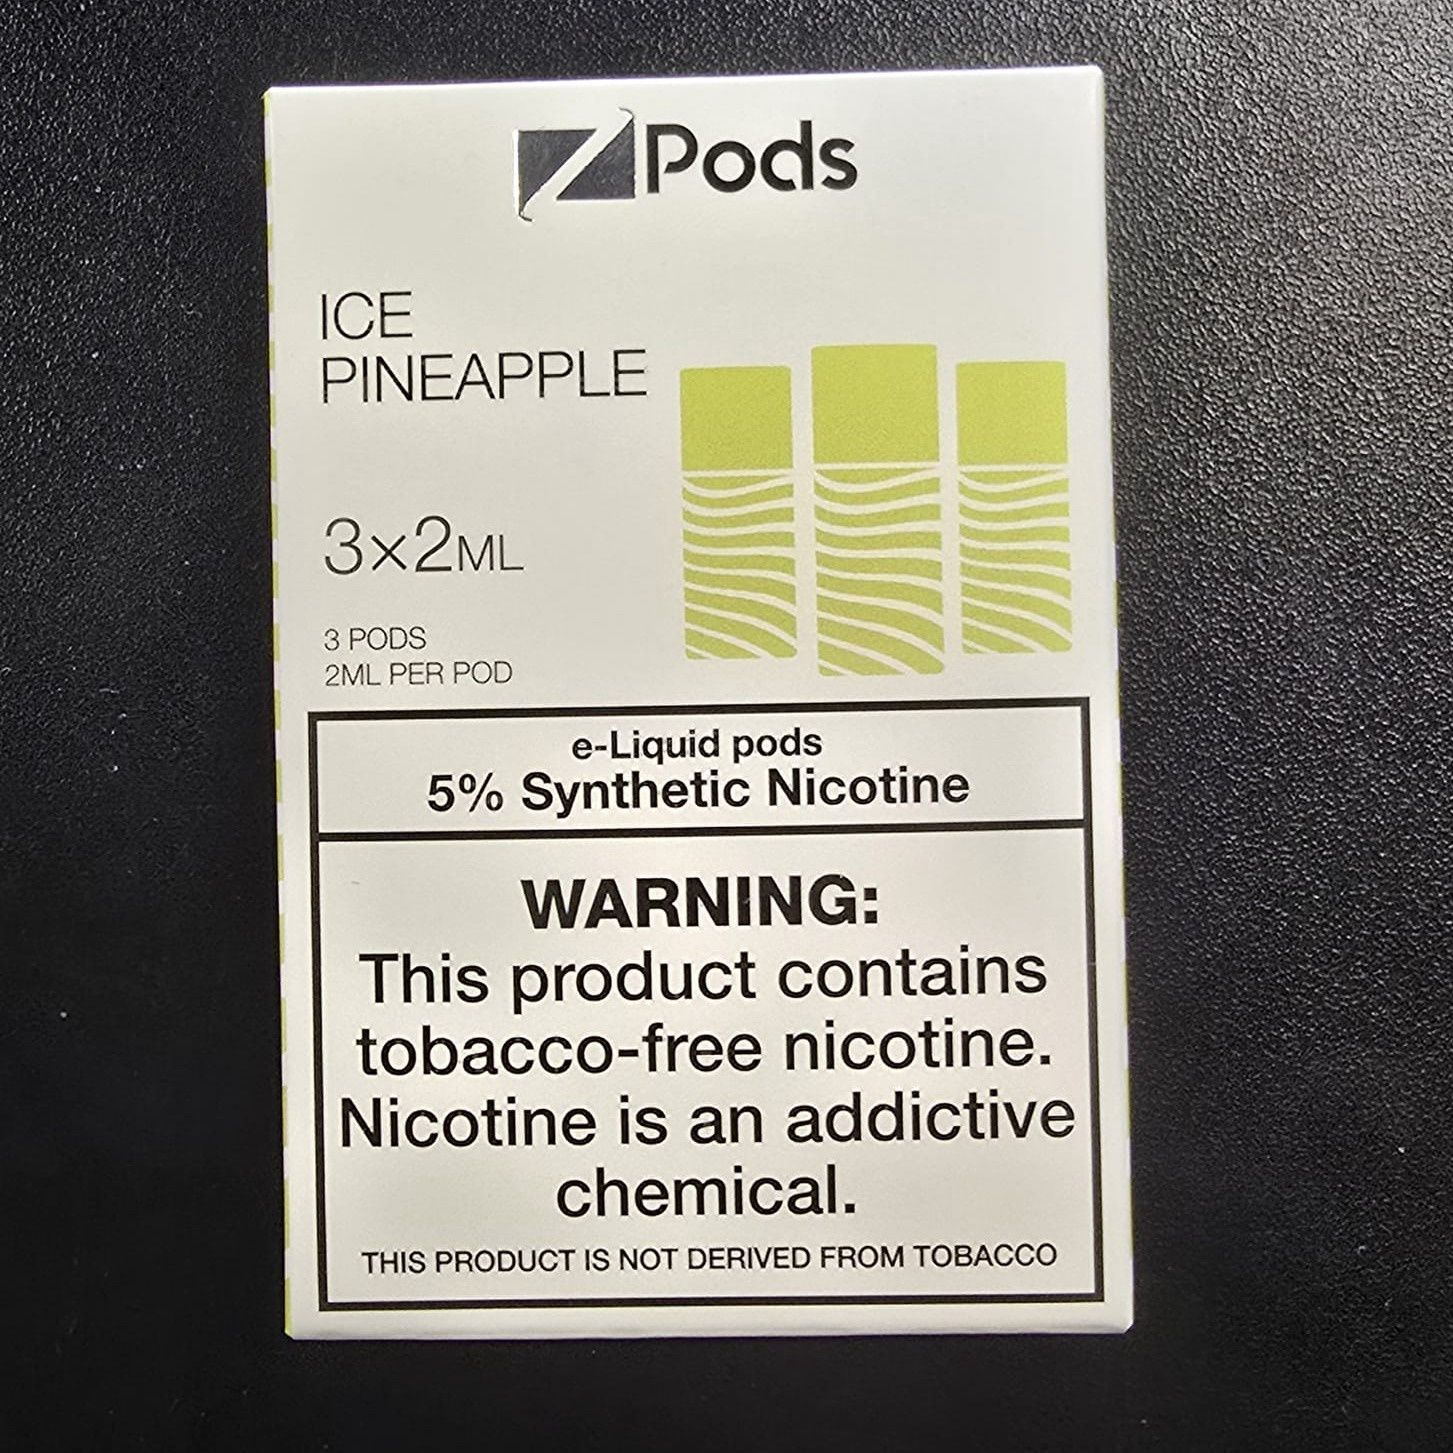 Z Pods
ICE
PINEAPPLE
3×2ML
3 PODS
2ML PER POD
e-Liquid pods
5% Synthetic Nicotine
WARNING:
This product contains
tobacco-free nicotine.
Nicotine is an addictive
chemical.
THIS PRODUCT IS NOT DERIVED FROM TOBACCO